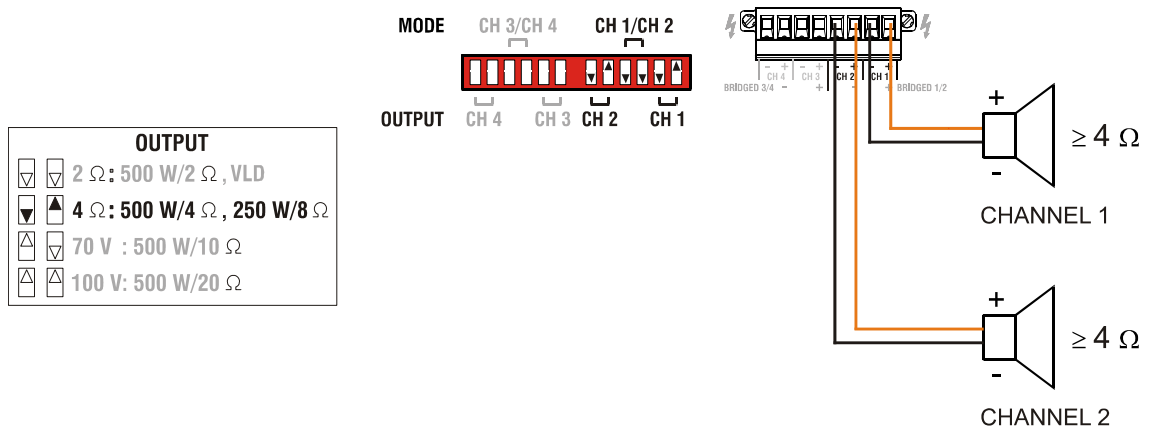 MODE CH 3/CH 4 CH 1/CH 2
OUTPUT CH 4 CH 3 CH 2 CH 1
OUTPUT
2 Ω: 500 W/2 Ω , VLD
4 Ω: 500 W/4 Ω , 250 W/8 Ω
70 V : 500 W/10 Ω
100 V: 500 W/20 Ω
- + - + - + - +
CH 4 CH 3 CH 2 CH 1
BRIDGED 3/4 - + - + BRIDGED 1/2
+
≥ 4 Ω
-
CHANNEL 1
+
≥ 4 Ω
-
CHANNEL 2